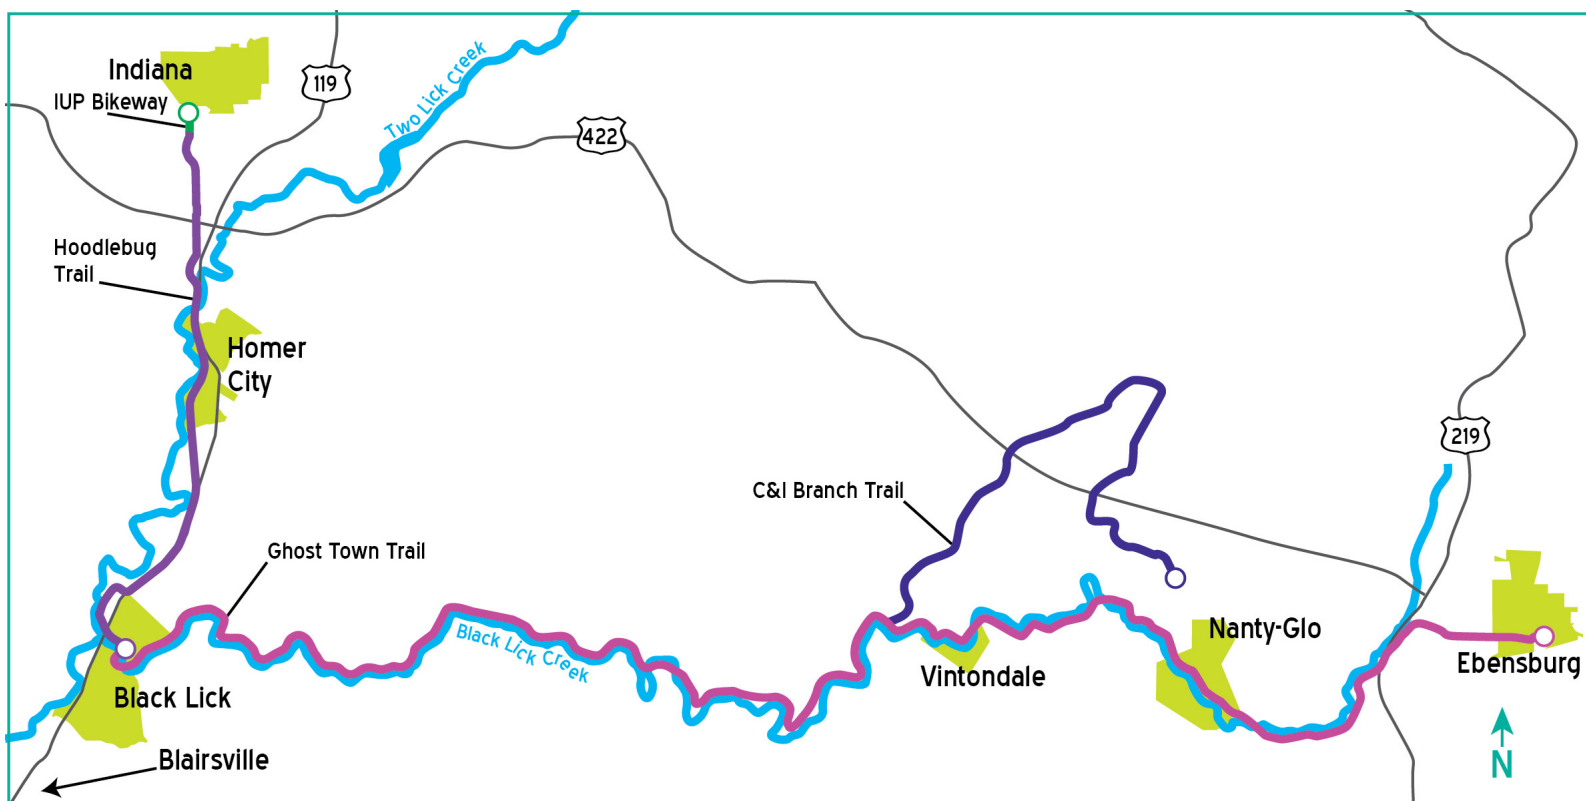 Indiana
IUP Bikeway
119
Two Lick Creek
422
Hoodlebug
Trail
Homer
City
219
C&I Branch Trail
Ghost Town Trail
Black Lick Creek
Nanty-Glo
Vintondale
Ebensburg
Black Lick
Blairsville
N